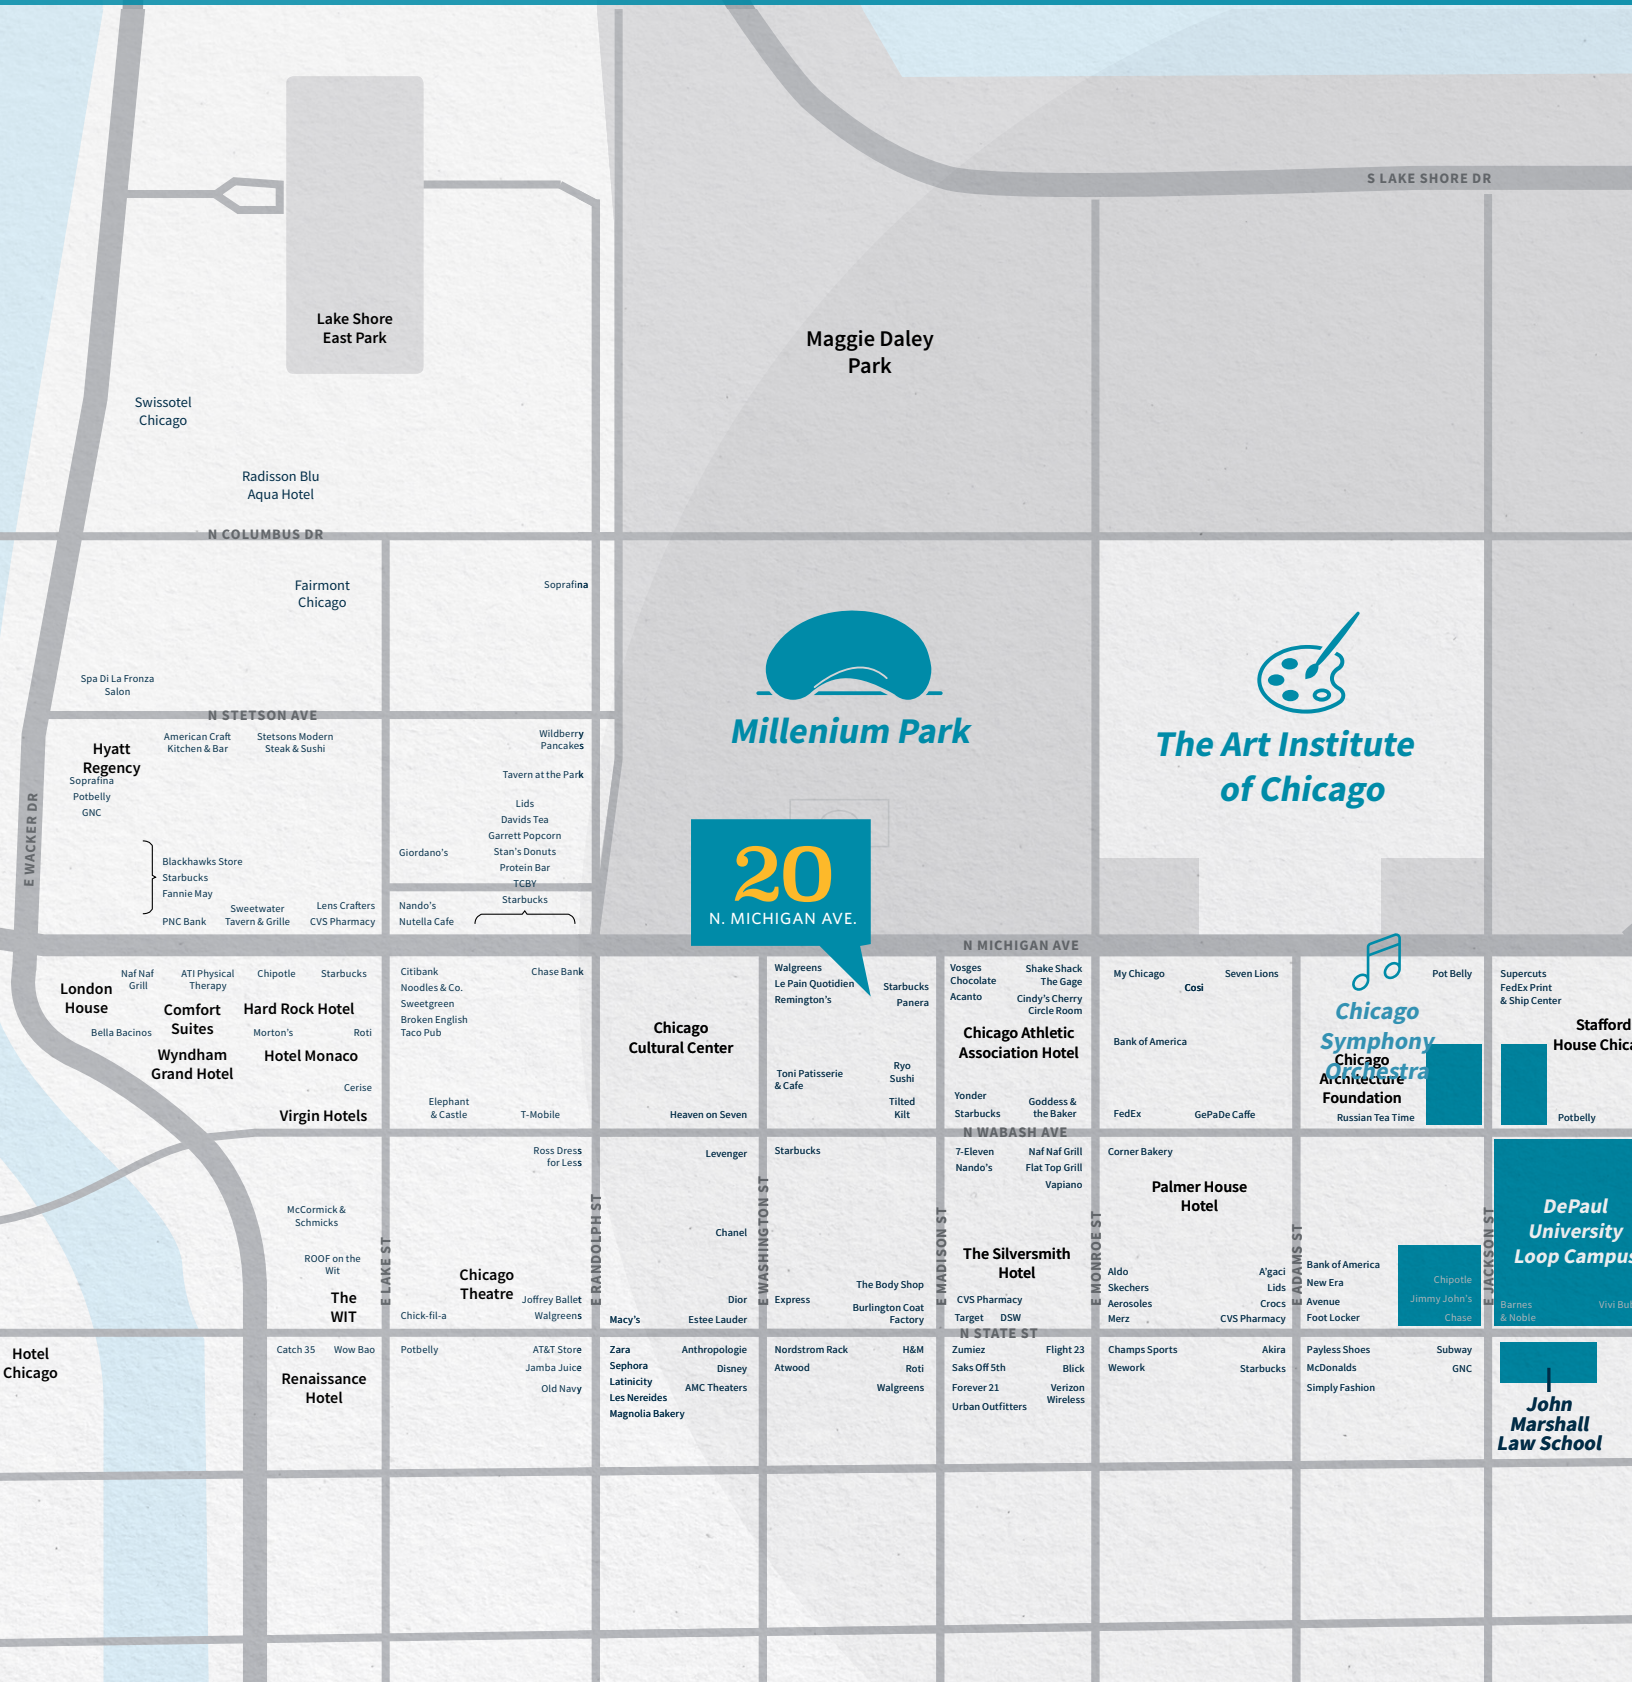 S LAKE SHORE DR
Lake Shore
East Park
Maggie Daley
Park
Swissotel
Chicago
Radisson Blu
Aqua Hotel
N COLUMBUS DR
Fairmont
Chicago
Soprafina
Spa Di La Fronza
Salon
N STETSON AVE
Millenium Park
The Art Institute
of Chicago
Hyatt
Regency
Soprafina
Potbelly
GNC
American Craft
Kitchen & Bar
Stetsons Modern
Steak & Sushi
Wildberry
Pancakes
Tavern at the Park
Lids
Davids Tea
Garrett Popcorn
Stan's Donuts
Protein Bar
TCBY
Starbucks
Giordano's
Nando's
Nutella Cafe
E WACKER DR
Blackhawks Store
Starbucks
Fannie May
PNC Bank
Sweetwater
Tavern & Grille
Lens Crafters
CVS Pharmacy
20
N. MICHIGAN AVE.
N MICHIGAN AVE
London
House
Naf Naf
Grill
ATI Physical
Therapy
Chipotle
Starbucks
Comfort
Suites
Hard Rock Hotel
Bella Bacinos
Morton's
Roti
Wyndham
Grand Hotel
Hotel Monaco
Cerise
Virgin Hotels
Citibank
Noodles & Co.
Sweetgreen
Broken English
Taco Pub
Chase Bank
Elephant
& Castle
T-Mobile
Chicago
Cultural Center
Heaven on Seven
Walgreens
Le Pain Quotidien
Remington's
Starbucks
Panera
Toni Patisserie
& Cafe
Ryo
Sushi
Tilted
Kilt
Vosges
Chocolate
Acanto
Shake Shack
The Gage
Cindy's Cherry
Circle Room
Chicago Athletic
Association Hotel
Yonder
Starbucks
Goddess &
the Baker
My Chicago
Seven Lions
Cosi
Bank of America
FedEx
GePaDe Caffe
Pot Belly
Chicago
Symphony
Orchestra
Chicago
Architecture
Foundation
Russian Tea Time
Supercuts
FedEx Print
& Ship Center
Stafford
House Chica
Potbelly
N WABASH AVE
McCormick &
Schmicks
ROOF on the
Wit
The
WIT
E LAKE ST
Ross Dress
for Less
Chicago
Theatre
Joffrey Ballet
Walgreens
Chick-fil-a
E RANDOLPH ST
Levenger
Chanel
Dior
Macy's
Estee Lauder
E WASHINGTON ST
Starbucks
The Body Shop
Express
Burlington Coat
Factory
E MADISON ST
7-Eleven
Nando's
Naf Naf Grill
Flat Top Grill
Vapiano
The Silversmith
Hotel
CVS Pharmacy
Target
DSW
E MONROE ST
Corner Bakery
Palmer House
Hotel
Aldo
Skechers
Aerosoles
Merz
A'gaci
Lids
Crocs
CVS Pharmacy
E ADAMS ST
Bank of America
New Era
Avenue
Foot Locker
Chipotle
Jimmy John's
Chase
E JACKSON ST
DePaul
University
Loop Campus
Barnes
& Noble
Vivi Bu
N STATE ST
Hotel
Chicago
Catch 35
Wow Bao
Renaissance
Hotel
Potbelly
AT&T Store
Jamba Juice
Old Navy
Zara
Sephora
Latinicity
Les Nereides
Magnolia Bakery
Anthropologie
Disney
AMC Theaters
Nordstrom Rack
Atwood
H&M
Roti
Walgreens
Zumiez
Saks Off 5th
Forever 21
Urban Outfitters
Flight 23
Blick
Verizon
Wireless
Champs Sports
Wework
Akira
Starbucks
Payless Shoes
McDonalds
Simply Fashion
Subway
GNC
John
Marshall
Law School